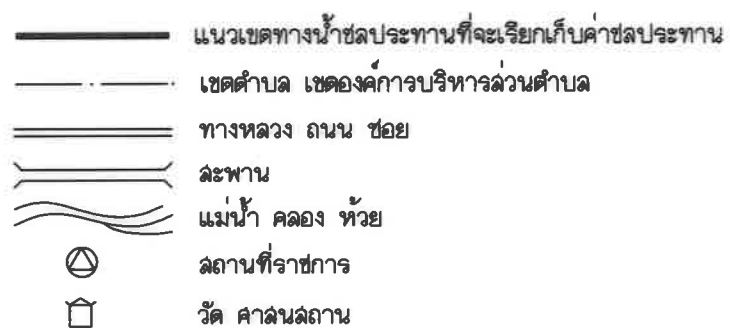 แนวเขตทางน้ำชลประทานที่จะเรียกเก็บค่าชลประทาน
เขตตำบล เขตองค์การบริหารส่วนตำบล
ทางหลวง ถนน ซอย
สะพาน
แม่น้ำ คลอง ห้วย
สถานที่ราชการ
วัด ศาสนสถาน